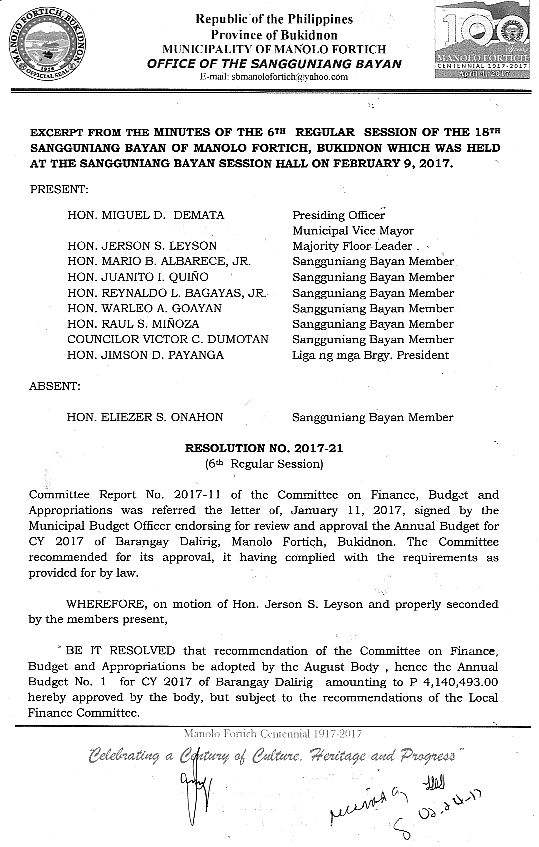 Republic of the Philippines
Province of Bukidnon
MUNICIPALITY OF MANOLO FORTICH
OFFICE OF THE SANGGUNIANG BAYAN
E-mail: sbmanolofortich@yahoo.com
MANOLO FORTICH, BUKIDNON
OFFICIAL SEAL
100
MANOLO FORTICH
CENTENNIAL 1917-2017
EXCERPT FROM THE MINUTES OF THE 6TH REGULAR SESSION OF THE 18TH
SANGGUNIANG BAYAN OF MANOLO FORTICH, BUKIDNON WHICH WAS HELD
AT THE SANGGUNIANG BAYAN SESSION HALL ON FEBRUARY 9, 2017.
PRESENT:
HON. MIGUEL D. DEMATA Presiding Officer
Municipal Vice Mayor
HON. JERSON S. LEYSON Majority Floor Leader
HON. MARIO B. ALBARECE, JR. Sangguniang Bayan Member
HON. JUANITO I. QUIÑO Sangguniang Bayan Member
HON. REYNALDO L. BAGAYAS, JR. Sangguniang Bayan Member
HON. WARLEO A. GOAYAN Sangguniang Bayan Member
HON. RAUL S. MIÑOZA Sangguniang Bayan Member
COUNCILOR VICTOR C. DUMOTAN Sangguniang Bayan Member
HON. JIMSON D. PAYANGA Liga ng mga Brgy. President
ABSENT:
HON. ELIEZER S. ONAHON Sangguniang Bayan Member
RESOLUTION NO. 2017-21
(6th Regular Session)
Committee Report No. 2017-11 of the Committee on Finance, Budget and
Appropriations was referred the letter of, January 11, 2017, signed by the
Municipal Budget Officer endorsing for review and approval the Annual Budget for
CY 2017 of Barangay Dalirig, Manolo Fortich, Bukidnon. The Committee
recommended for its approval, it having complied with the requirements as
provided for by law.
WHEREFORE, on motion of Hon. Jerson S. Leyson and properly seconded
by the members present,
BE IT RESOLVED that recommendation of the Committee on Finance,
Budget and Appropriations be adopted by the August Body , hence the Annual
Budget No. 1 for CY 2017 of Barangay Dalirig amounting to P 4,140,493.00
hereby approved by the body, but subject to the recommendations of the Local
Finance Committee.
Manolo Fortich Centennial 1917-2017
"Celebrating a Century of Culture, Heritage and Progress"
received